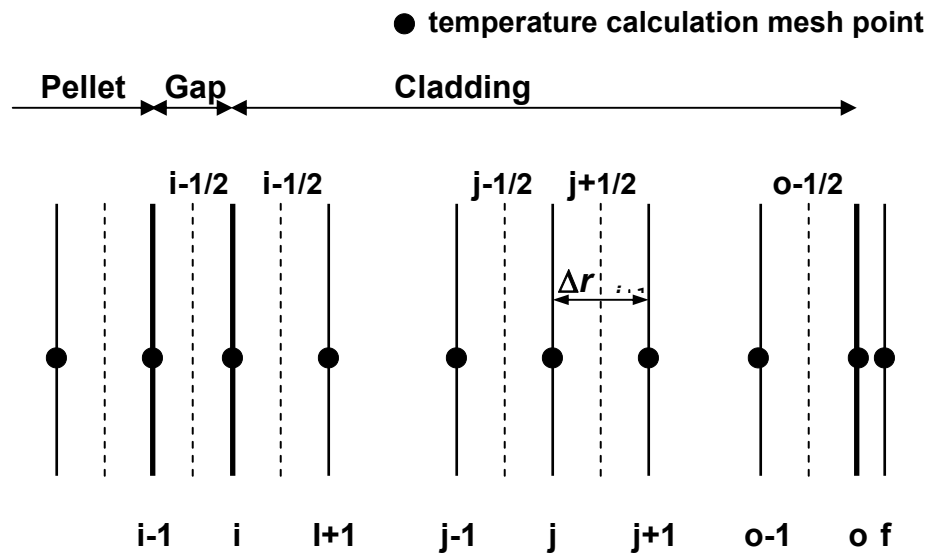 temperature calculation mesh point
Pellet Gap Cladding
i-1/2 i-1/2 j-1/2 j+1/2 o-1/2
Δr
i-1 i l+1 j-1 j j+1 o-1 o f